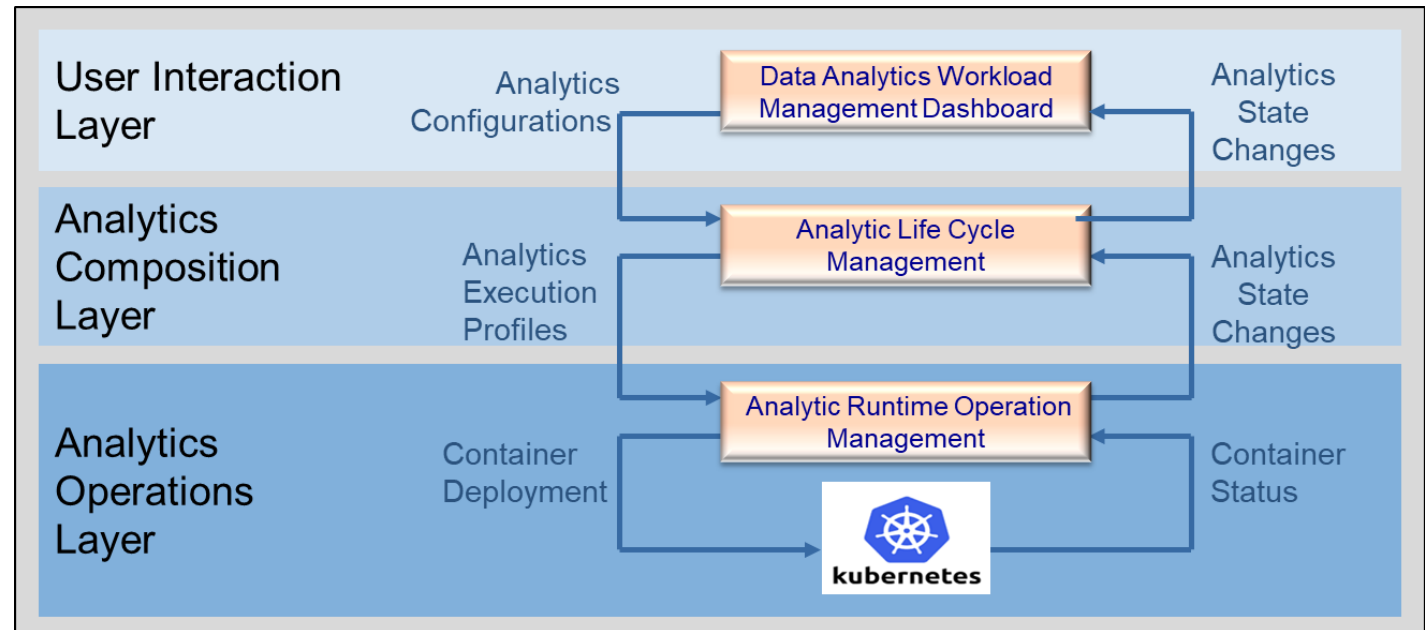 User Interaction
Layer
Analytics
Configurations
Data Analytics Workload
Management Dashboard
Analytics
State
Changes
Analytics
Composition
Layer
Analytics
Execution
Profiles
Analytic Life Cycle
Management
Analytics
State
Changes
Analytics
Operations
Layer
Container
Deployment
Analytic Runtime Operation
Management
kubernetes
Container
Status